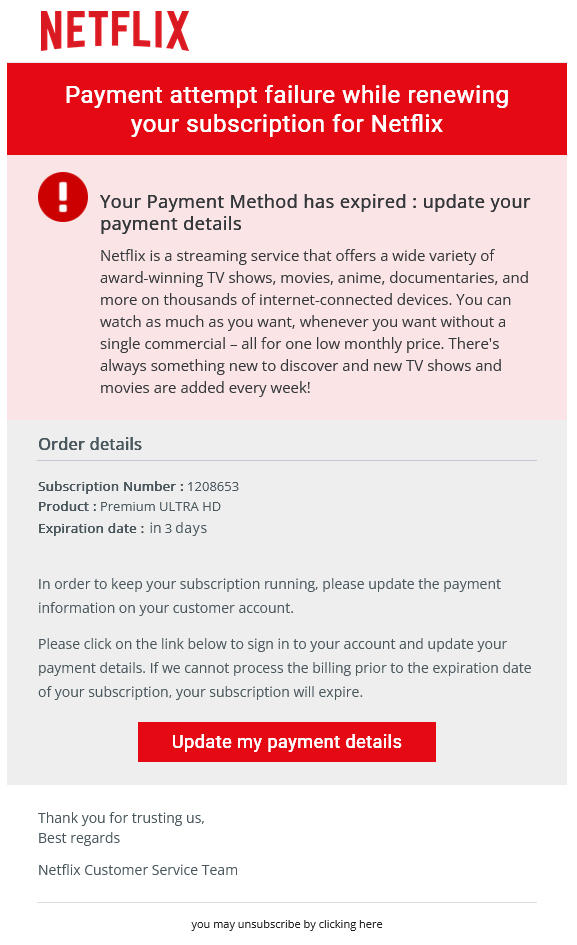 NETFLIX
Payment attempt failure while renewing
your subscription for Netflix
Your Payment Method has expired : update your
payment details
Netflix is a streaming service that offers a wide variety of
award-winning TV shows, movies, anime, documentaries, and
more on thousands of internet-connected devices. You can
watch as much as you want, whenever you want without a
single commercial – all for one low monthly price. There's
always something new to discover and new TV shows and
movies are added every week!
Order details
Subscription Number : 1208653
Product : Premium ULTRA HD
Expiration date : in 3 days
In order to keep your subscription running, please update the payment
information on your customer account.
Please click on the link below to sign in to your account and update your
payment details. If we cannot process the billing prior to the expiration date
of your subscription, your subscription will expire.
Update my payment details
Thank you for trusting us,
Best regards
Netflix Customer Service Team
you may unsubscribe by clicking here